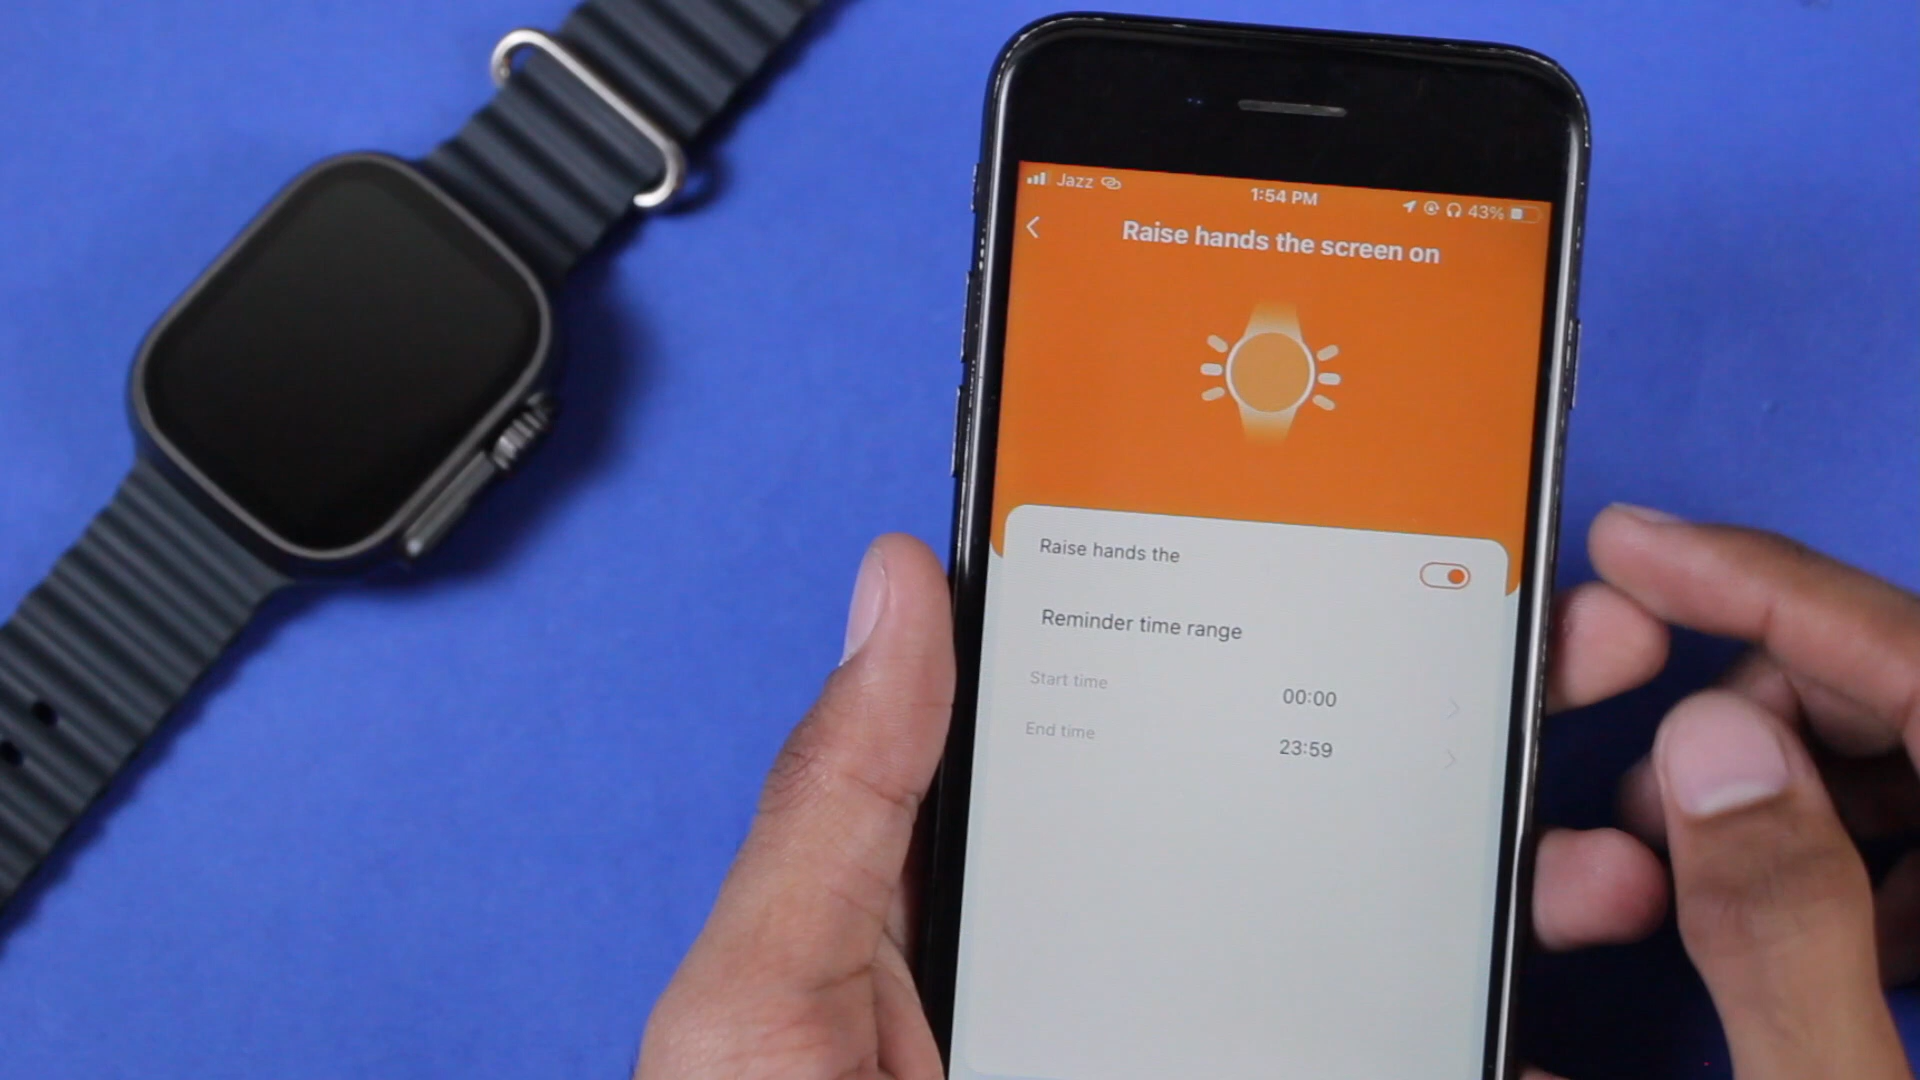 Jazz
1:54 PM
43%
Raise hands the screen on
Raise hands the
Reminder time range
Start time 00:00
End time 23:59